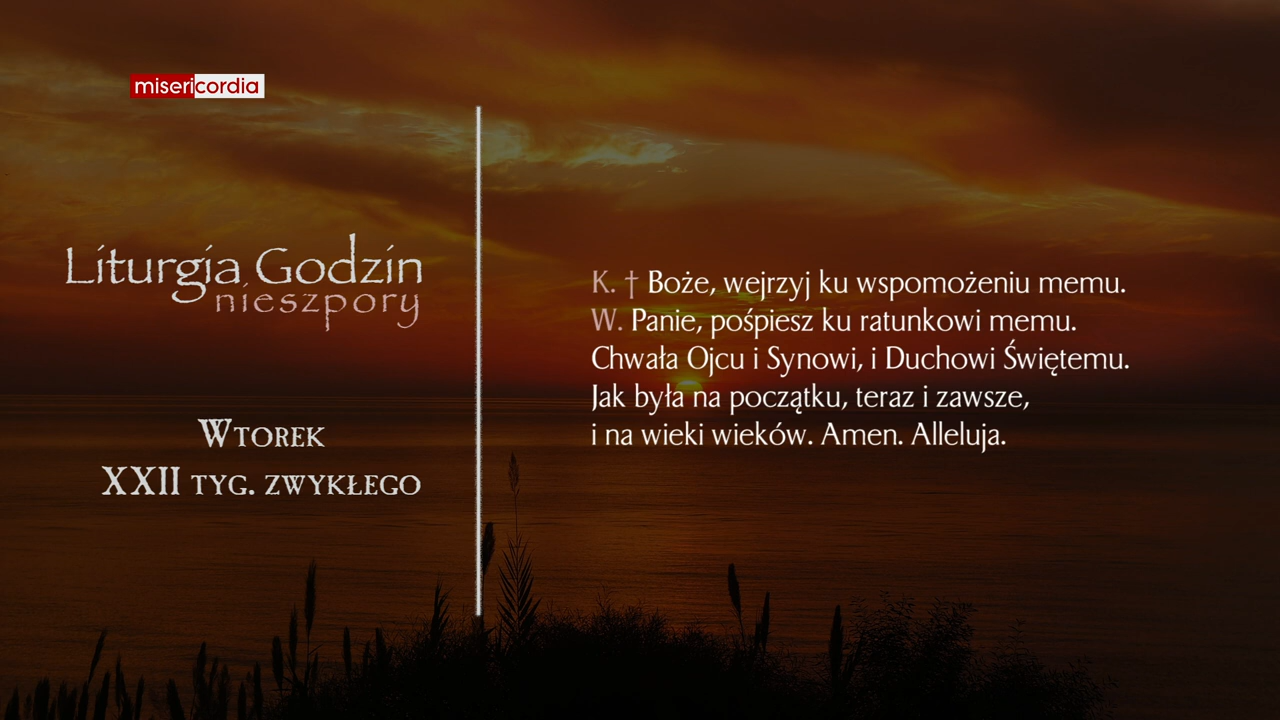 misericordia
Liturgia Godzin
nieszpory
Wtorek
XXII tyg. zwykłego
K. † Boże, wejrzyj ku wspomożeniu memu.
W. Panie, pośpiesz ku ratunkowi memu.
Chwała Ojcu i Synowi, i Duchowi Świętemu.
Jak była na początku, teraz i zawsze,
i na wieki wieków. Amen. Alleluja.